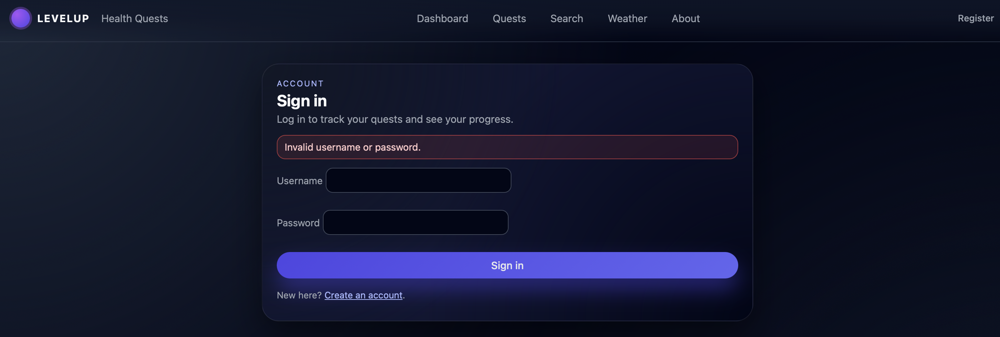 LEVELUP Health Quests Dashboard Quests Search Weather About Register
ACCOUNT
Sign in
Log in to track your quests and see your progress.
Invalid username or password.
Username
Password
Sign in
New here? Create an account.